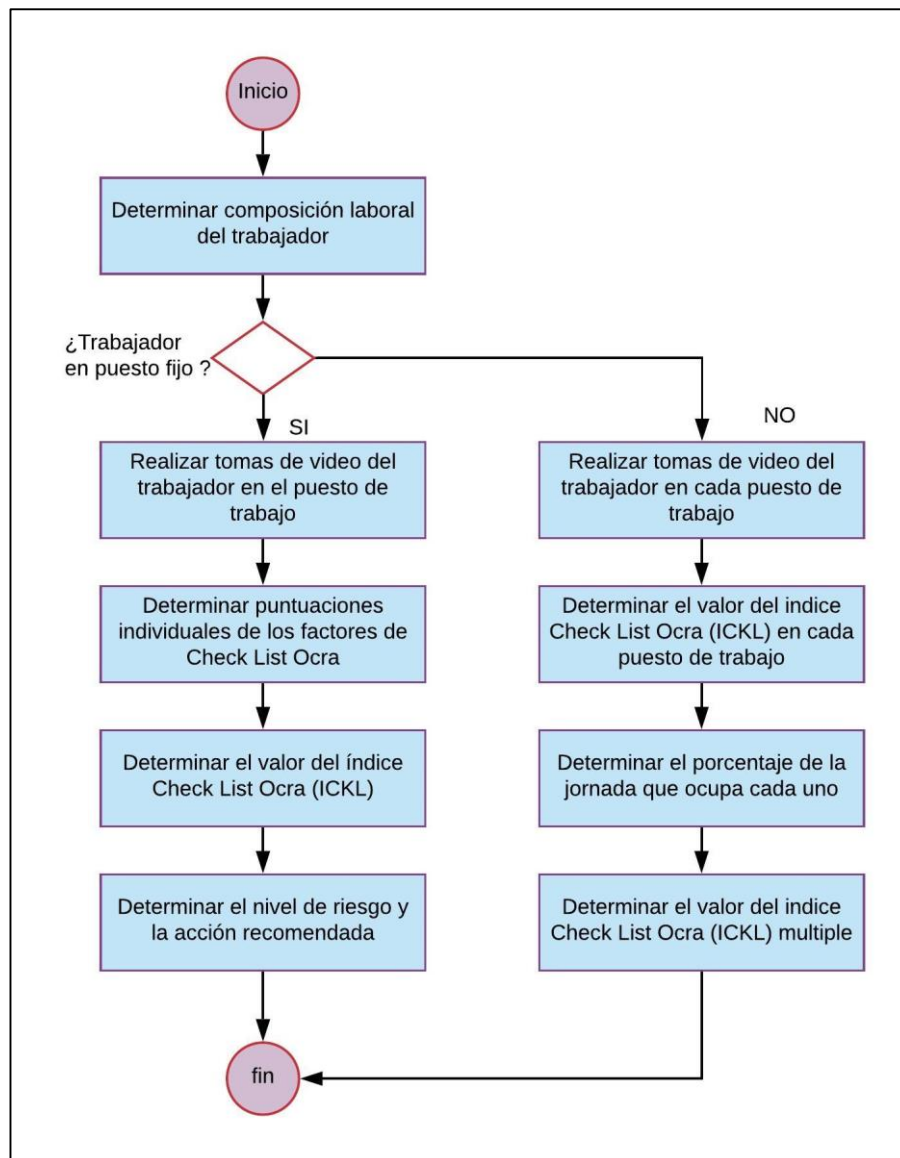 Inicio
Determinar composición laboral
del trabajador
¿Trabajador
en puesto fijo ?
SI
NO
Realizar tomas de video del
trabajador en el puesto de
trabajo
Realizar tomas de video del
trabajador en cada puesto de
trabajo
Determinar puntuaciones
individuales de los factores de
Check List Ocra
Determinar el valor del indice
Check List Ocra (ICKL) en cada
puesto de trabajo
Determinar el valor del índice
Check List Ocra (ICKL)
Determinar el porcentaje de la
jornada que ocupa cada uno
Determinar el nivel de riesgo y
la acción recomendada
Determinar el valor del indice
Check List Ocra (ICKL) multiple
fin